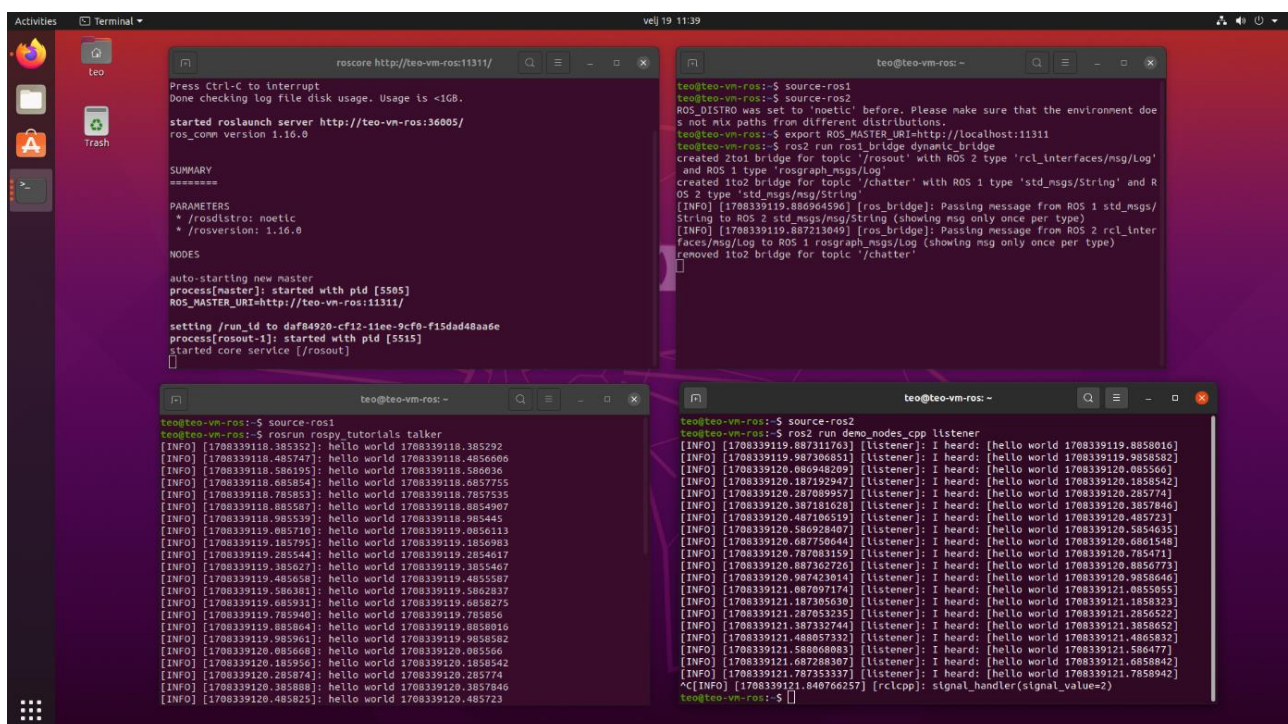 Activities
Terminal
velj 19 11:39
teo
Trash
roscore http://teo-vm-ros:11311/
Press Ctrl-C to interrupt
Done checking log file disk usage. Usage is <1GB.
started roslaunch server http://teo-vm-ros:36005/
ros_comm version 1.16.0
SUMMARY
========
PARAMETERS
* /rosdistro: noetic
* /rosversion: 1.16.0
NODES
auto-starting new master
process[master]: started with pid [5505]
ROS_MASTER_URI=http://teo-vm-ros:11311/
setting /run_id to daf84920-cf12-11ee-9cf0-f15dad48aa6e
process[rosout-1]: started with pid [5515]
started core service [/rosout]
teo@teo-vm-ros: ~
teo@teo-vm-ros:~$ source-ros1
teo@teo-vm-ros:~$ source-ros2
ROS_DISTRO was set to 'noetic' before. Please make sure that the environment doe
s not mix paths from different distributions.
teo@teo-vm-ros:~$ export ROS_MASTER_URI=http://localhost:11311
teo@teo-vm-ros:~$ ros2 run ros1_bridge dynamic_bridge
created 2to1 bridge for topic '/rosout' with ROS 2 type 'rcl_interfaces/msg/Log'
and ROS 1 type 'rosgraph_msgs/Log'
created 1to2 bridge for topic '/chatter' with ROS 1 type 'std_msgs/String' and R
OS 2 type 'std_msgs/msg/String'
[INFO] [1708339119.886964596] [ros_bridge]: Passing message from ROS 1 std_msgs/
String to ROS 2 std_msgs/msg/String (showing msg only once per type)
[INFO] [1708339119.887213049] [ros_bridge]: Passing message from ROS 2 rcl_inter
faces/msg/Log to ROS 1 rosgraph_msgs/Log (showing msg only once per type)
removed 1to2 bridge for topic '/chatter'
teo@teo-vm-ros: ~
teo@teo-vm-ros:~$ source-ros1
teo@teo-vm-ros:~$ rosrun rospy_tutorials talker
[INFO] [1708339118.385352]: hello world 1708339118.385292
[INFO] [1708339118.485747]: hello world 1708339118.4856606
[INFO] [1708339118.586195]: hello world 1708339118.586036
[INFO] [1708339118.685854]: hello world 1708339118.6857755
[INFO] [1708339118.785853]: hello world 1708339118.7857535
[INFO] [1708339118.885587]: hello world 1708339118.8854907
[INFO] [1708339118.985539]: hello world 1708339118.985445
[INFO] [1708339119.085710]: hello world 1708339119.0856113
[INFO] [1708339119.185795]: hello world 1708339119.1856983
[INFO] [1708339119.285544]: hello world 1708339119.2854617
[INFO] [1708339119.385627]: hello world 1708339119.3855467
[INFO] [1708339119.485658]: hello world 1708339119.4855587
[INFO] [1708339119.586381]: hello world 1708339119.5862837
[INFO] [1708339119.685931]: hello world 1708339119.6858275
[INFO] [1708339119.785940]: hello world 1708339119.785856
[INFO] [1708339119.885864]: hello world 1708339119.8858016
[INFO] [1708339119.985961]: hello world 1708339119.9858582
[INFO] [1708339120.085668]: hello world 1708339120.085566
[INFO] [1708339120.185956]: hello world 1708339120.1858542
[INFO] [1708339120.285874]: hello world 1708339120.285774
[INFO] [1708339120.385888]: hello world 1708339120.3857846
[INFO] [1708339120.485825]: hello world 1708339120.485723
teo@teo-vm-ros: ~
teo@teo-vm-ros:~$ source-ros2
teo@teo-vm-ros:~$ ros2 run demo_nodes_cpp listener
[INFO] [1708339119.887311763] [listener]: I heard: [hello world 1708339119.8858016]
[INFO] [1708339119.987306851] [listener]: I heard: [hello world 1708339119.9858582]
[INFO] [1708339120.086948209] [listener]: I heard: [hello world 1708339120.085566]
[INFO] [1708339120.187192947] [listener]: I heard: [hello world 1708339120.1858542]
[INFO] [1708339120.287089957] [listener]: I heard: [hello world 1708339120.285774]
[INFO] [1708339120.387181628] [listener]: I heard: [hello world 1708339120.3857846]
[INFO] [1708339120.487106519] [listener]: I heard: [hello world 1708339120.485723]
[INFO] [1708339120.586928407] [listener]: I heard: [hello world 1708339120.5854635]
[INFO] [1708339120.687750644] [listener]: I heard: [hello world 1708339120.6861548]
[INFO] [1708339120.787083159] [listener]: I heard: [hello world 1708339120.785471]
[INFO] [1708339120.887362726] [listener]: I heard: [hello world 1708339120.8856773]
[INFO] [1708339120.987423014] [listener]: I heard: [hello world 1708339120.9858646]
[INFO] [1708339121.087097174] [listener]: I heard: [hello world 1708339121.0855055]
[INFO] [1708339121.187305630] [listener]: I heard: [hello world 1708339121.1858323]
[INFO] [1708339121.287053235] [listener]: I heard: [hello world 1708339121.2856522]
[INFO] [1708339121.387332744] [listener]: I heard: [hello world 1708339121.3858652]
[INFO] [1708339121.488057332] [listener]: I heard: [hello world 1708339121.4865832]
[INFO] [1708339121.588068083] [listener]: I heard: [hello world 1708339121.586477]
[INFO] [1708339121.687288307] [listener]: I heard: [hello world 1708339121.6858842]
[INFO] [1708339121.787353337] [listener]: I heard: [hello world 1708339121.7858942]
^C[INFO] [1708339121.840766257] [rclcpp]: signal_handler(signal_value=2)
teo@teo-vm-ros:~$